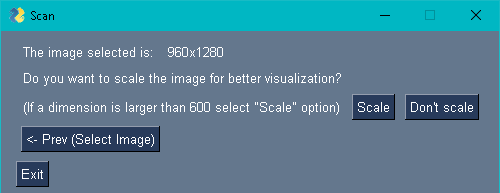 Scan
The image selected is: 960x1280
Do you want to scale the image for better visualization?
(If a dimension is larger than 600 select "Scale" option) Scale Don't scale
<- Prev (Select Image)
Exit